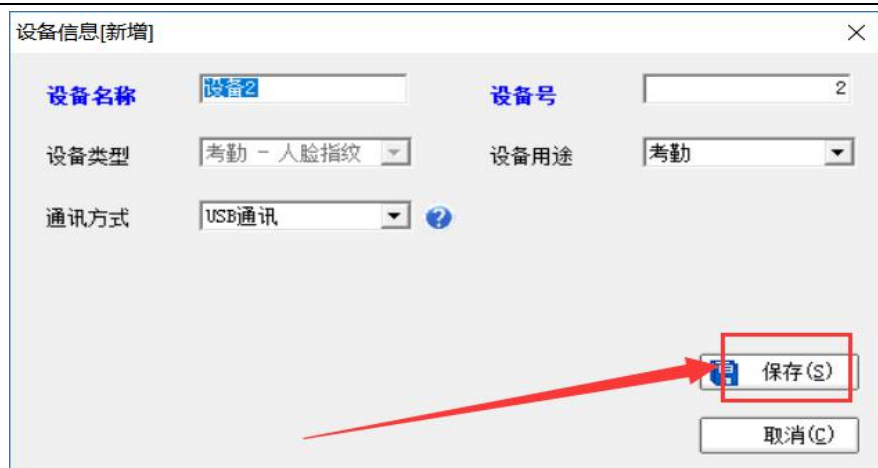 设备信息[新增]
设备名称 设备2 设备号 2
设备类型 考勤 - 人脸指纹 设备用途 考勤
通讯方式 USB通讯
保存(S)
取消(C)